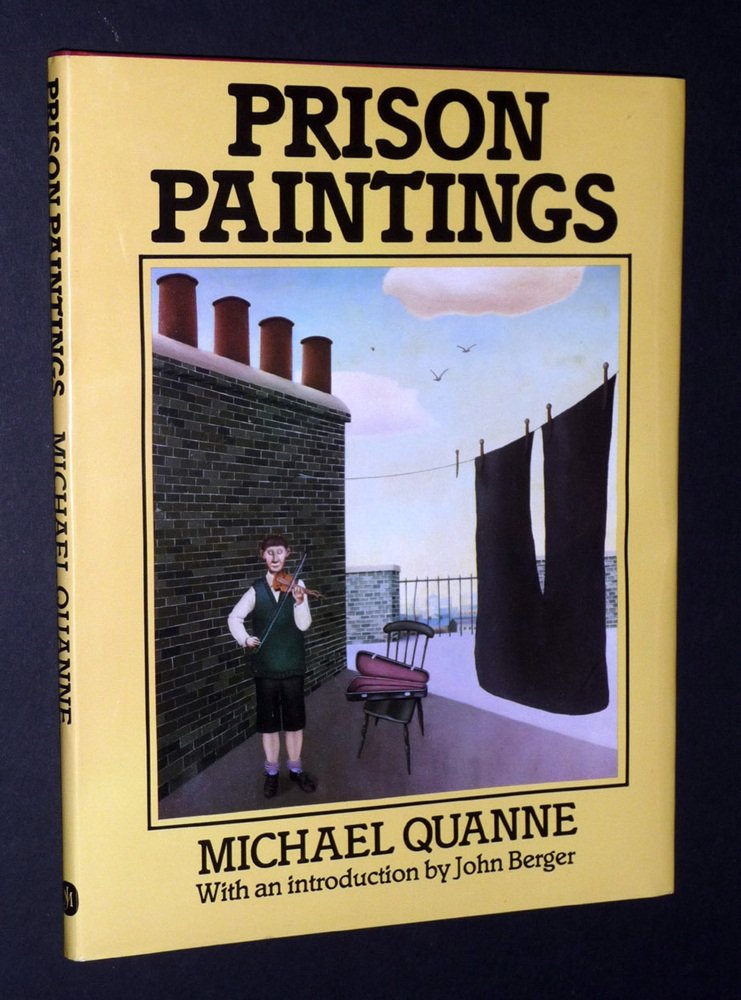 PRISON
PAINTINGS
MICHAEL QUANNE
With an introduction by John Berger
PRISON PAINTINGS MICHAEL QUANNE